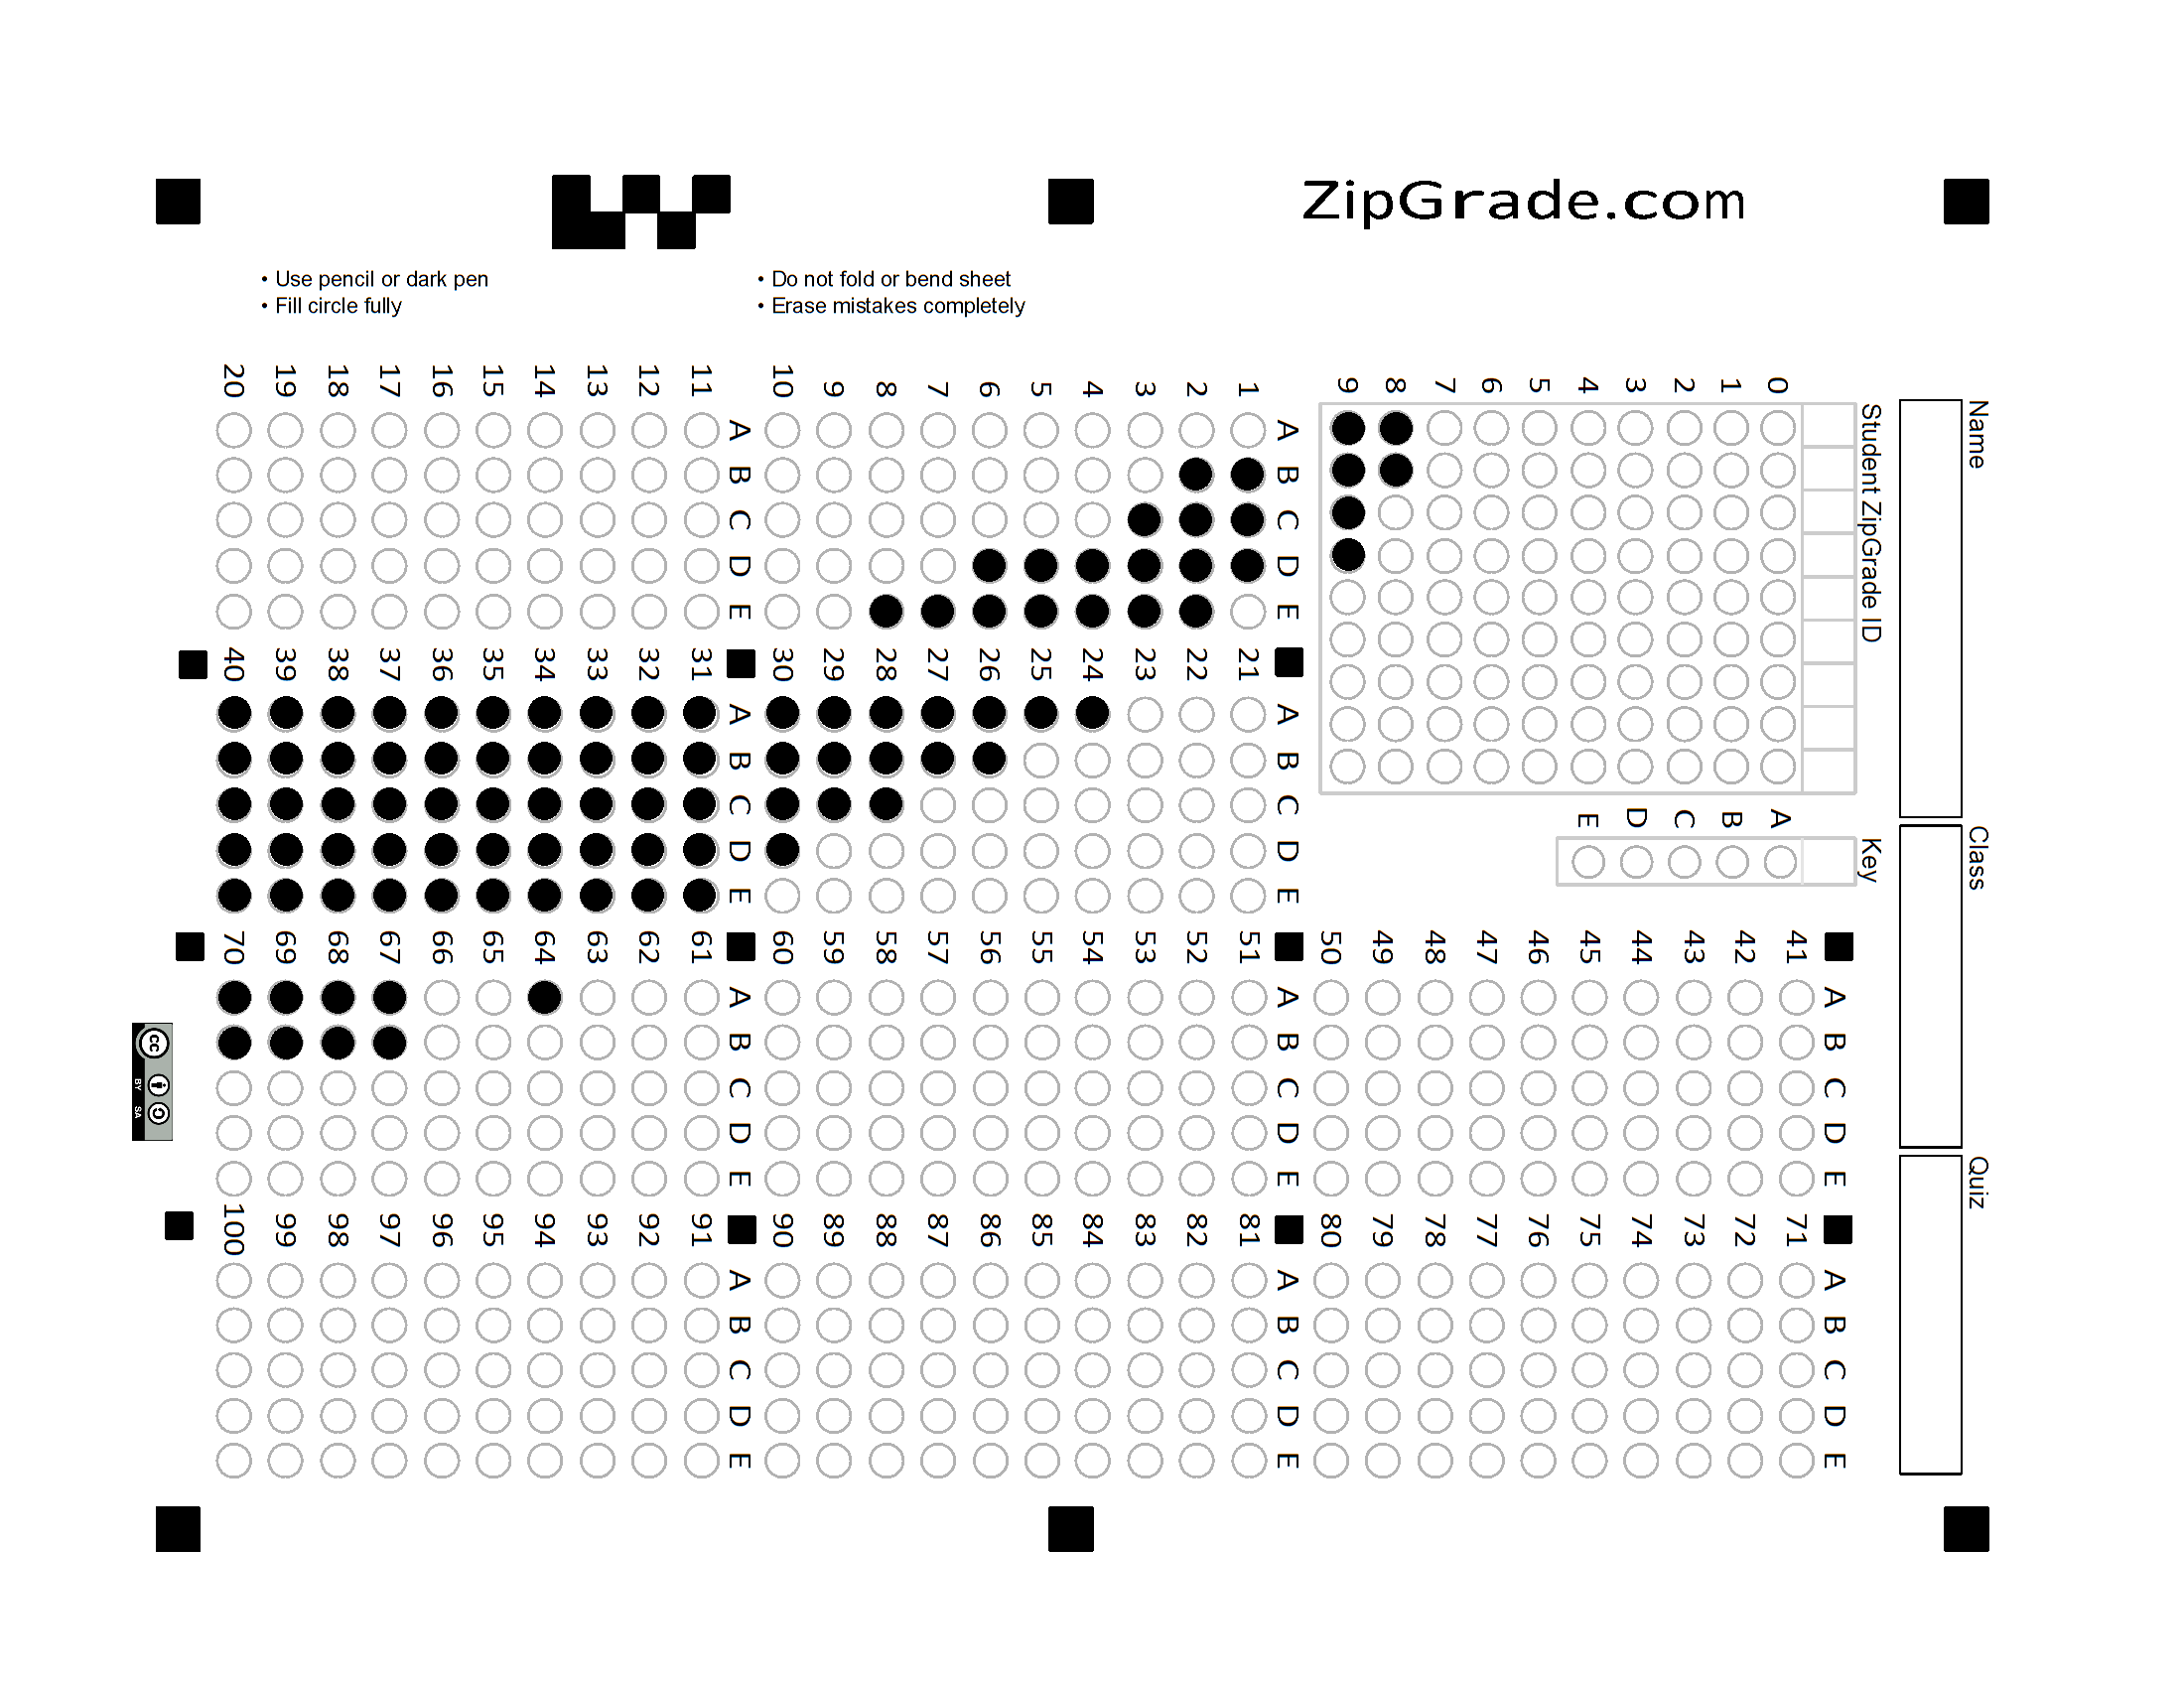 ZipGrade.com
• Use pencil or dark pen
• Fill circle fully
• Do not fold or bend sheet
• Erase mistakes completely
Name
Class
Quiz
Student ZipGrade ID
0 1 2 3 4 5 6 7 8 9
Key
A B C D E
1 2 3 4 5 6 7 8 9 10
A B C D E
11 12 13 14 15 16 17 18 19 20
A B C D E
21 22 23 24 25 26 27 28 29 30
A B C D E
31 32 33 34 35 36 37 38 39 40
A B C D E
41 42 43 44 45 46 47 48 49 50
A B C D E
51 52 53 54 55 56 57 58 59 60
A B C D E
61 62 63 64 65 66 67 68 69 70
A B C D E
71 72 73 74 75 76 77 78 79 80
A B C D E
81 82 83 84 85 86 87 88 89 90
A B C D E
91 92 93 94 95 96 97 98 99 100
A B C D E
cc BY SA